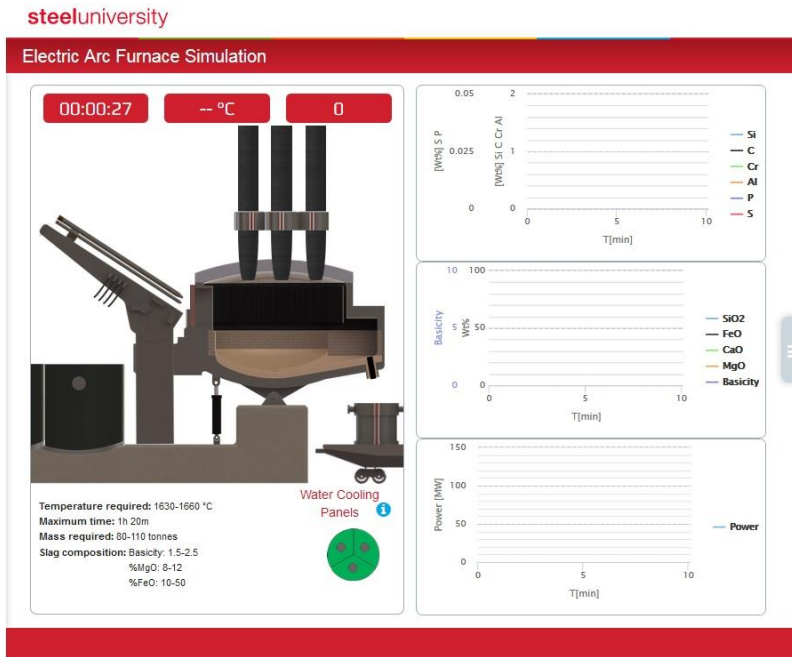 steeluniversity
Electric Arc Furnace Simulation
00:00:27
-- °C
0
Temperature required: 1630-1660 °C
Maximum time: 1h 20m
Mass required: 80-110 tonnes
Slag composition: Basicity: 1.5-2.5
%MgO: 8-12
%FeO: 10-50
Water Cooling
Panels
i
0.05
2
[Wt%] S P
0.025
[Wt%] Si C Cr Al
1
0
0
0
5
10
T[min]
Si
C
Cr
Al
P
S
10
100
Basicity
5
Wt%
50
0
0
0
5
10
T[min]
SiO2
FeO
CaO
MgO
Basicity
150
100
Power [MW]
50
0
0
5
10
T[min]
Power